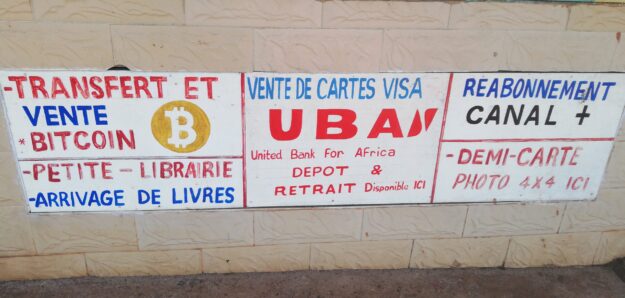 -TRANSFERT ET
VENTE
* BITCOIN
-PETITE-LIBRAIRIE
-ARRIVAGE DE LIVRES
VENTE DE CARTES VISA
UBA
United Bank For Africa
DEPOT &
RETRAIT Disponible ICI
RÉABONNEMENT
CANAL +
-DEMI-CARTE
PHOTO 4x4 ICI